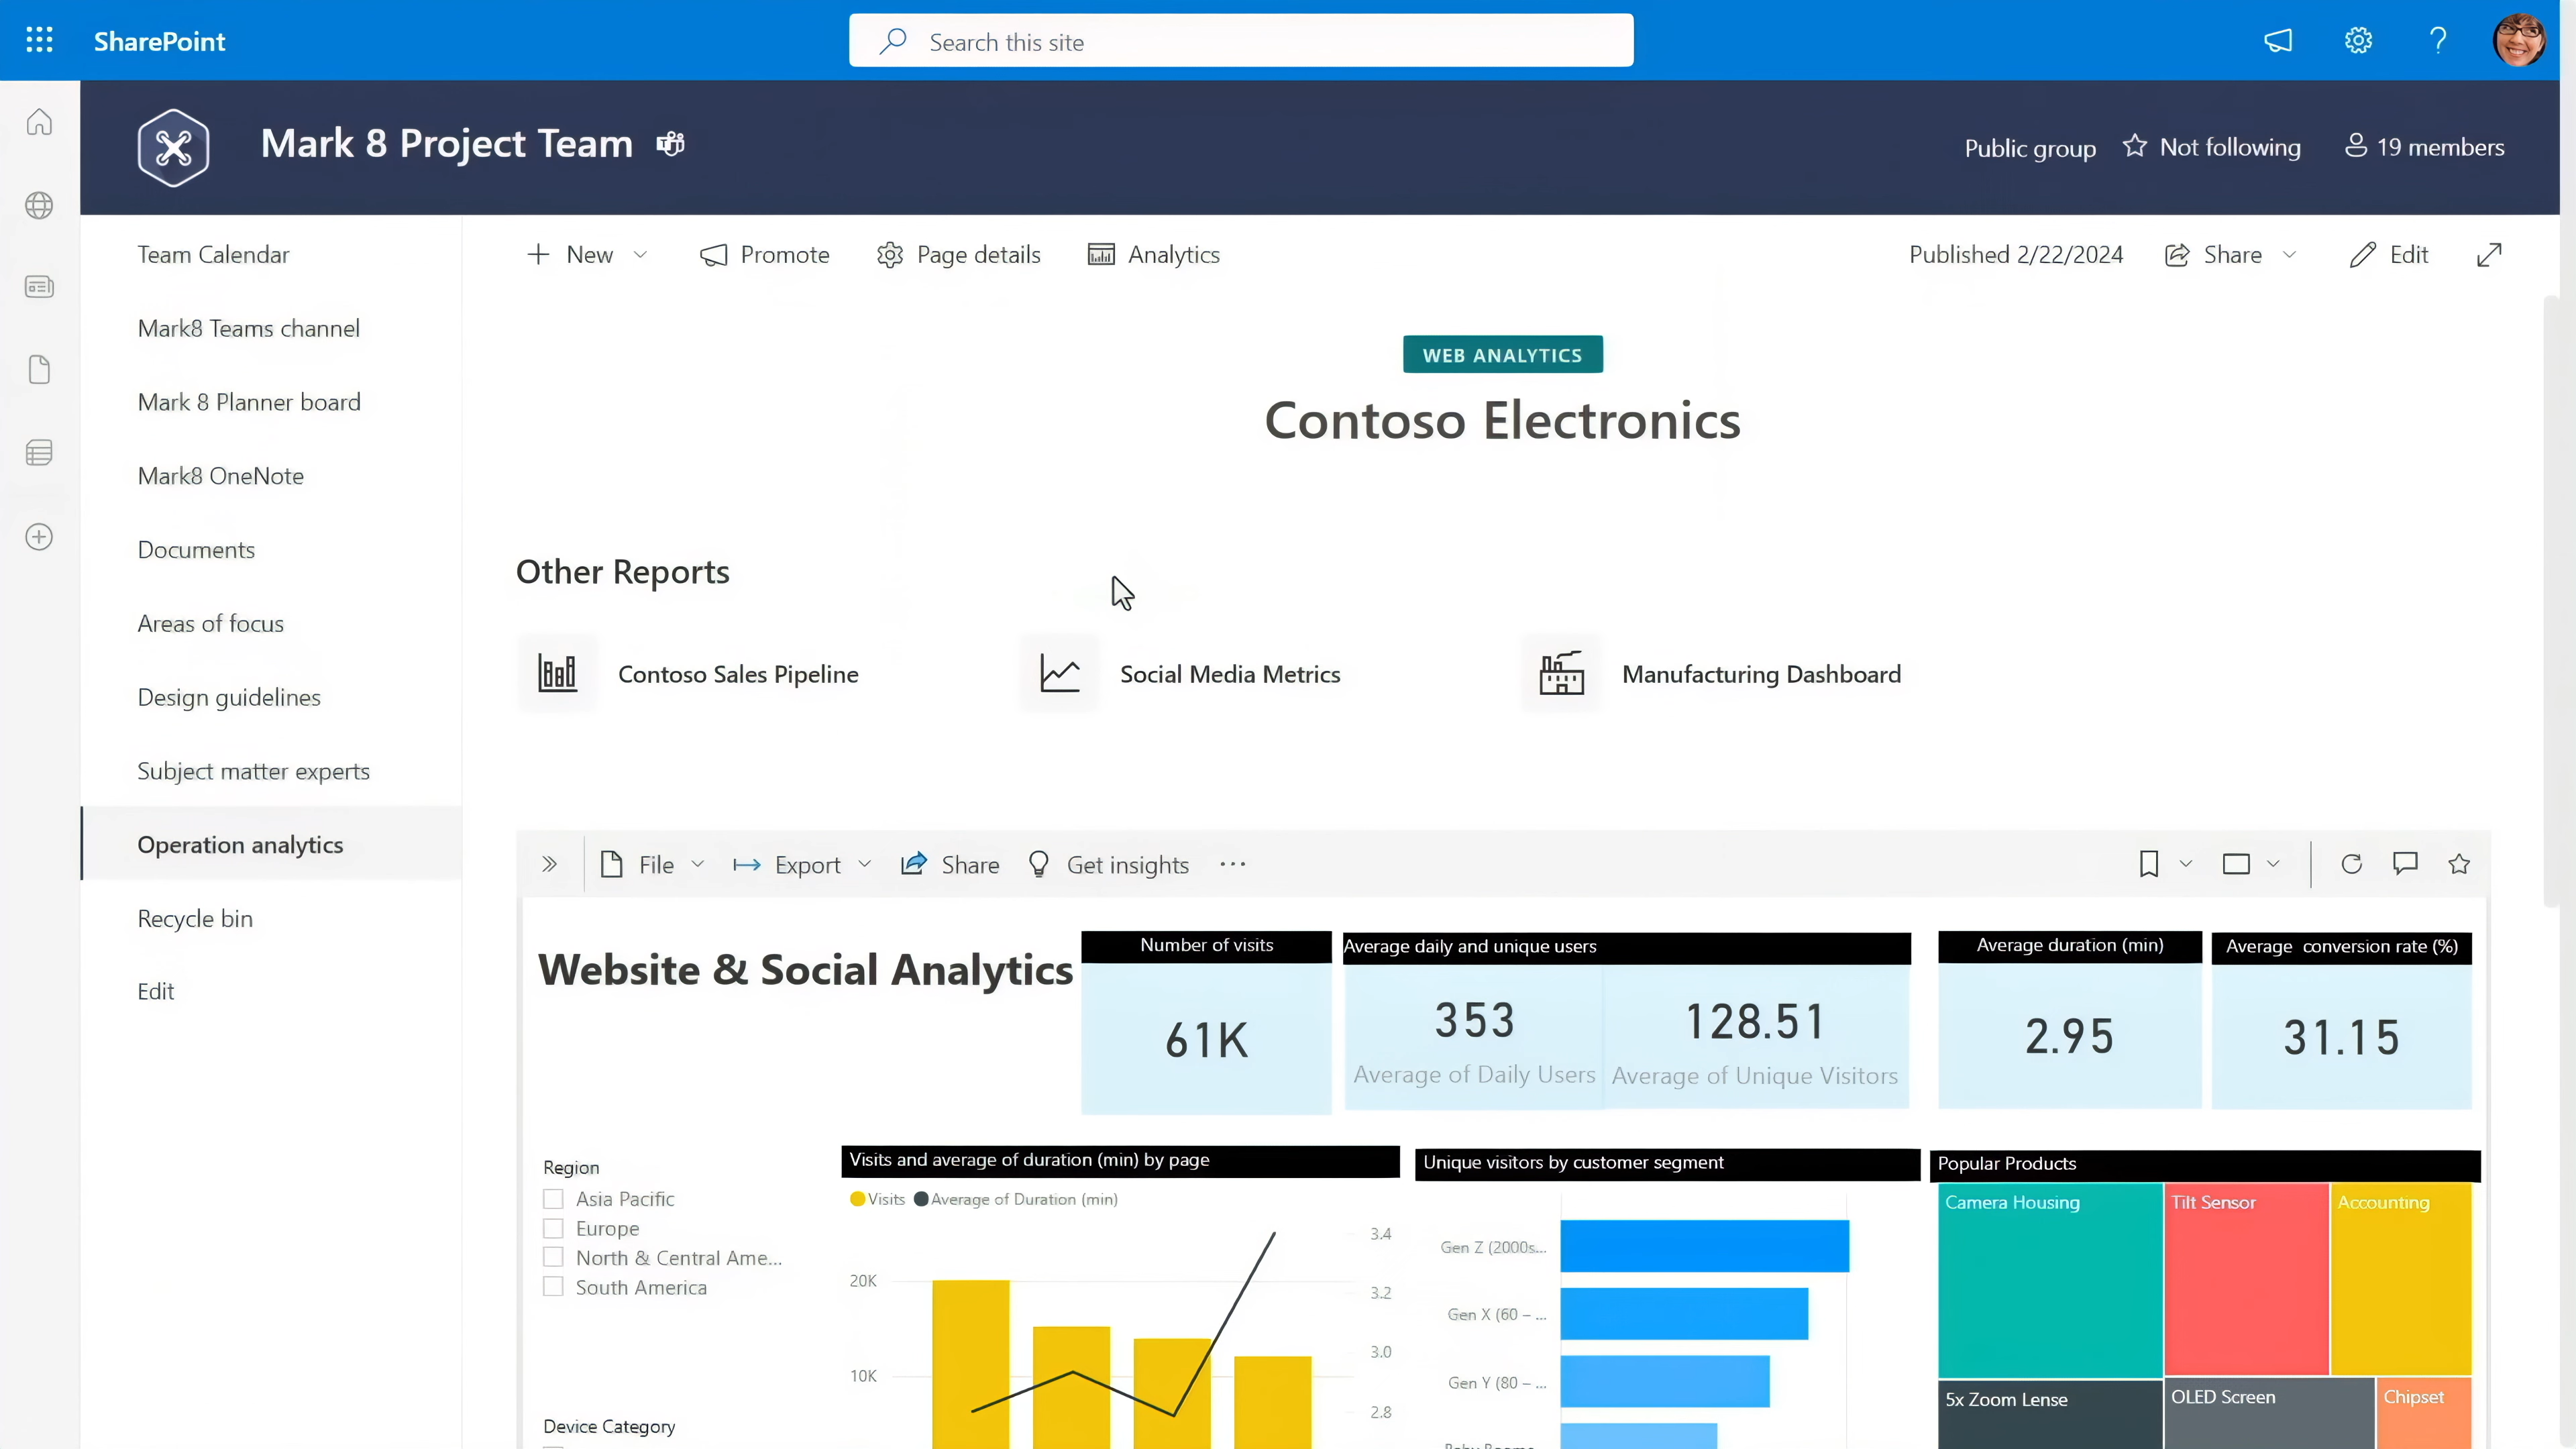 SharePoint
Search this site
Mark 8 Project Team
Public group
Not following
19 members
Team Calendar
Mark8 Teams channel
Mark 8 Planner board
Mark8 OneNote
Documents
Areas of focus
Design guidelines
Subject matter experts
Operation analytics
Recycle bin
Edit
New
Promote
Page details
Analytics
Published 2/22/2024
Share
Edit
WEB ANALYTICS
Contoso Electronics
Other Reports
Contoso Sales Pipeline
Social Media Metrics
Manufacturing Dashboard
File
Export
Share
Get insights
Website & Social Analytics
Number of visits
61K
Average daily and unique users
353
Average of Daily Users
128.51
Average of Unique Visitors
Average duration (min)
2.95
Average conversion rate (%)
31.15
Region
Asia Pacific
Europe
North & Central Ame...
South America
Device Category
Visits and average of duration (min) by page
Visits
Average of Duration (min)
20K
10K
3.4
3.2
3.0
2.8
Unique visitors by customer segment
Gen Z (2000s...
Gen X (60 – ...
Gen Y (80 – ...
Popular Products
Camera Housing
Tilt Sensor
Accounting
5x Zoom Lense
OLED Screen
Chipset